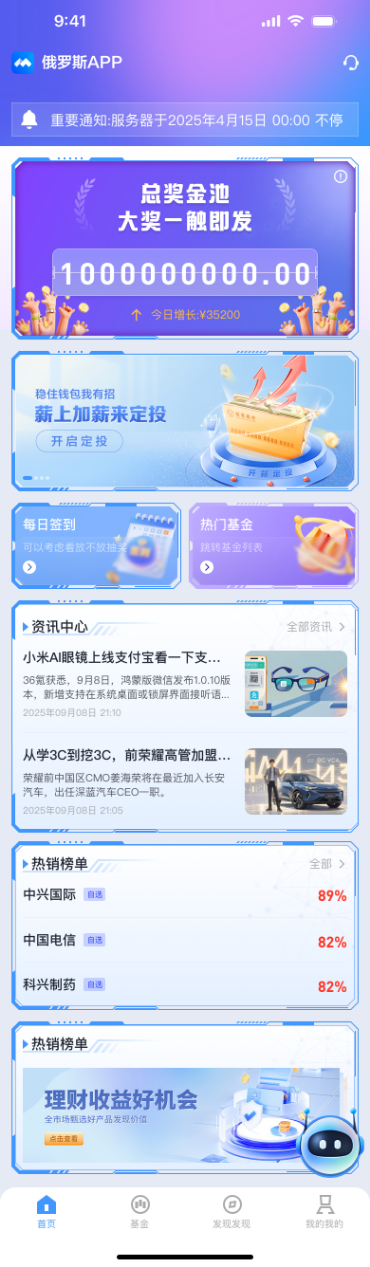 9:41
俄罗斯APP
重要通知:服务器于2025年4月15日 00:00 不停
总奖金池
大奖一触即发
1000000000.00
今日增长:¥35200
稳住钱包我有招
薪上加薪来定投
开启定投
开启定投
每日签到
可以考虑看放不放抽奖
热门基金
跳转基金列表
资讯中心
全部资讯
小米AI眼镜上线支付宝看一下支...
36氪获悉，9月8日，鸿蒙版微信发布1.0.10版
本，新增支持在系统桌面或锁屏界面接听语...
2025年09月08日 21:10
从学3C到挖3C，前荣耀高管加盟...
荣耀前中国区CMO姜海荣将在最近加入长安
汽车，出任深蓝汽车CEO一职。
2025年09月08日 21:05
热销榜单
全部
中兴国际 自选 89%
中国电信 自选 82%
科兴制药 自选 82%
热销榜单
理财收益好机会
全市场甄选好产品发现价值
点击查看
首页
基金
发现发现
我的我的